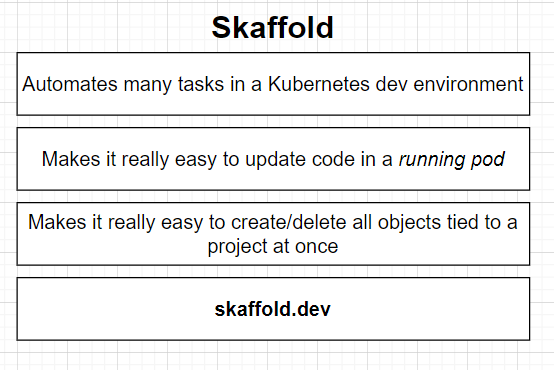 Skaffold
Automates many tasks in a Kubernetes dev environment
Makes it really easy to update code in a running pod
Makes it really easy to create/delete all objects tied to a
project at once
skaffold.dev